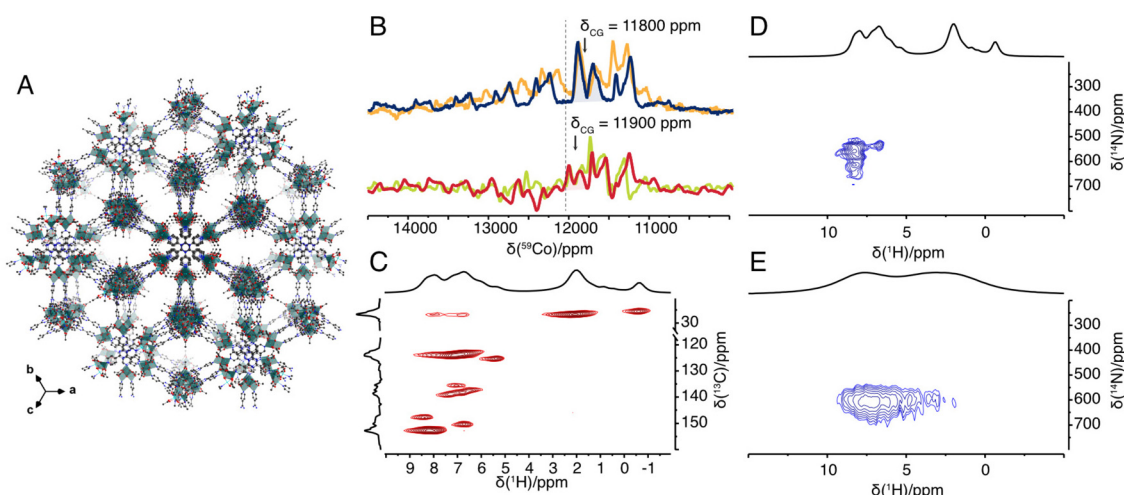 A
b
a
c
B
δCG = 11800 ppm
δCG = 11900 ppm
14000 13000 12000 11000
δ(⁵⁹Co)/ppm
C
30
120
130
140
150
δ(¹³C)/ppm
9 8 7 6 5 4 3 2 1 0 -1
δ(¹H)/ppm
D
300
400
500
600
700
δ(¹⁴N)/ppm
10 5 0
δ(¹H)/ppm
E
300
400
500
600
700
δ(¹⁴N)/ppm
10 5 0
δ(¹H)/ppm